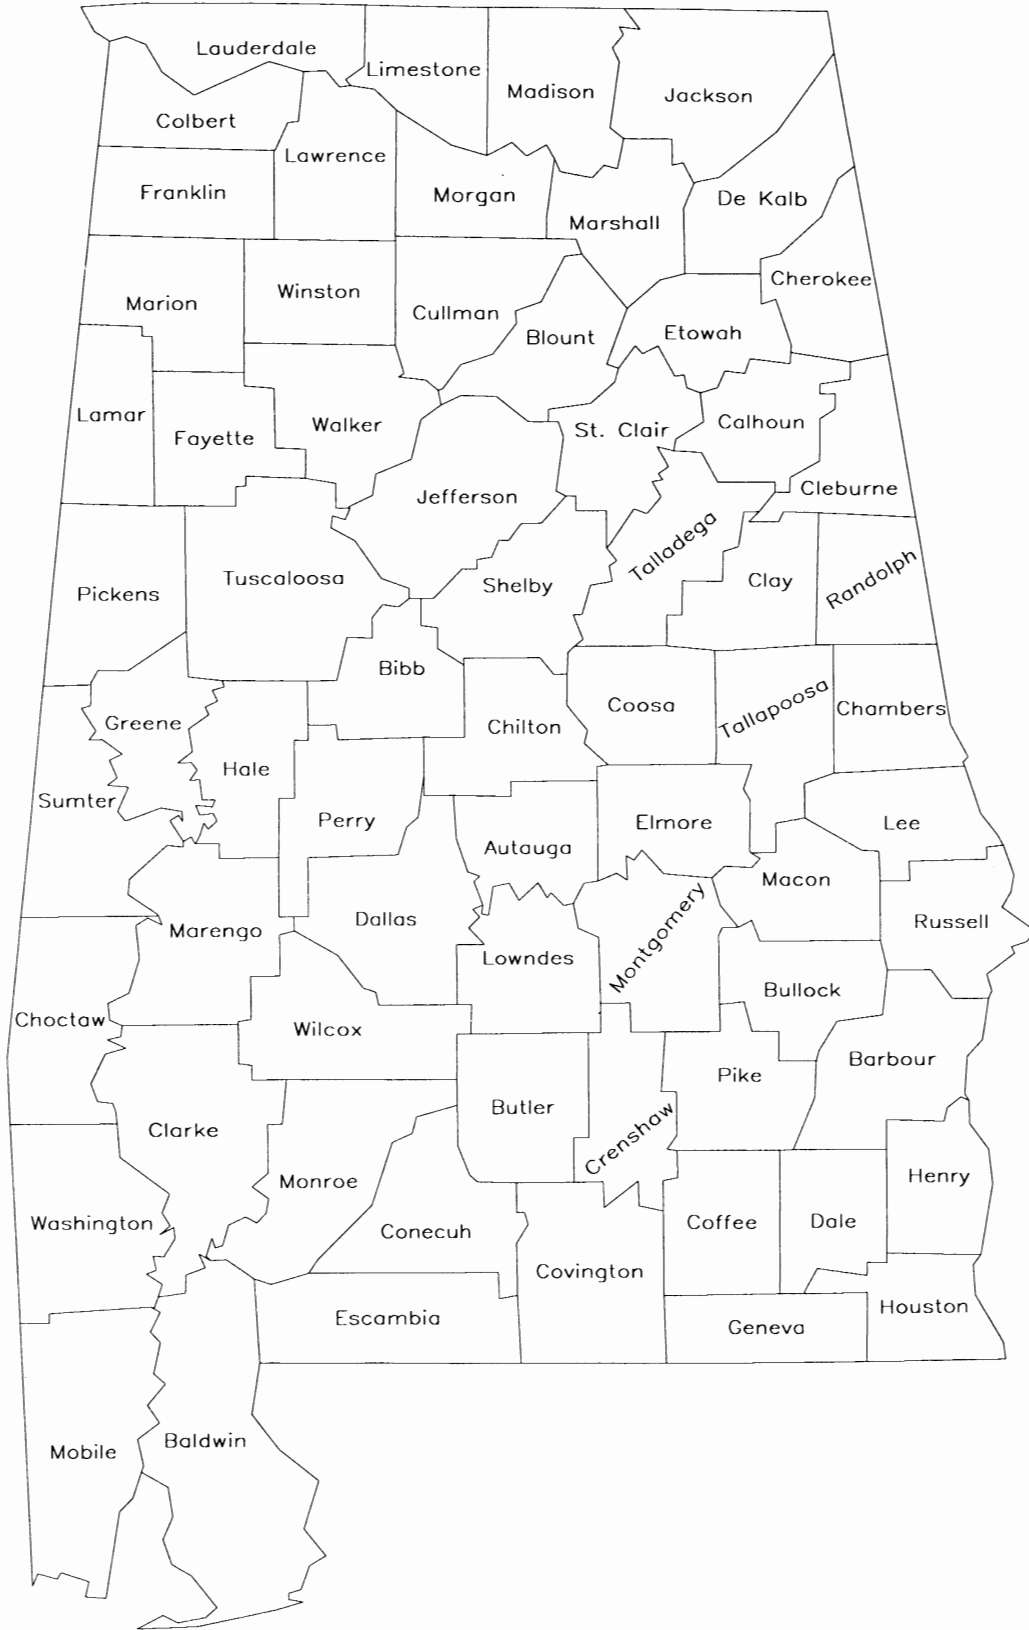 Lauderdale
Limestone
Madison
Jackson
Colbert
Lawrence
Franklin
Morgan
De Kalb
Marshall
Cherokee
Marion
Winston
Cullman
Blount
Etowah
Lamar
Fayette
Walker
St. Clair
Calhoun
Jefferson
Cleburne
Talladega
Pickens
Tuscaloosa
Shelby
Clay
Randolph
Bibb
Greene
Chilton
Coosa
Tallapoosa
Chambers
Hale
Sumter
Perry
Autauga
Elmore
Lee
Macon
Marengo
Dallas
Lowndes
Montgomery
Russell
Choctaw
Wilcox
Bullock
Barbour
Clarke
Butler
Pike
Crenshaw
Monroe
Henry
Washington
Conecuh
Coffee
Dale
Covington
Escambia
Geneva
Houston
Mobile
Baldwin